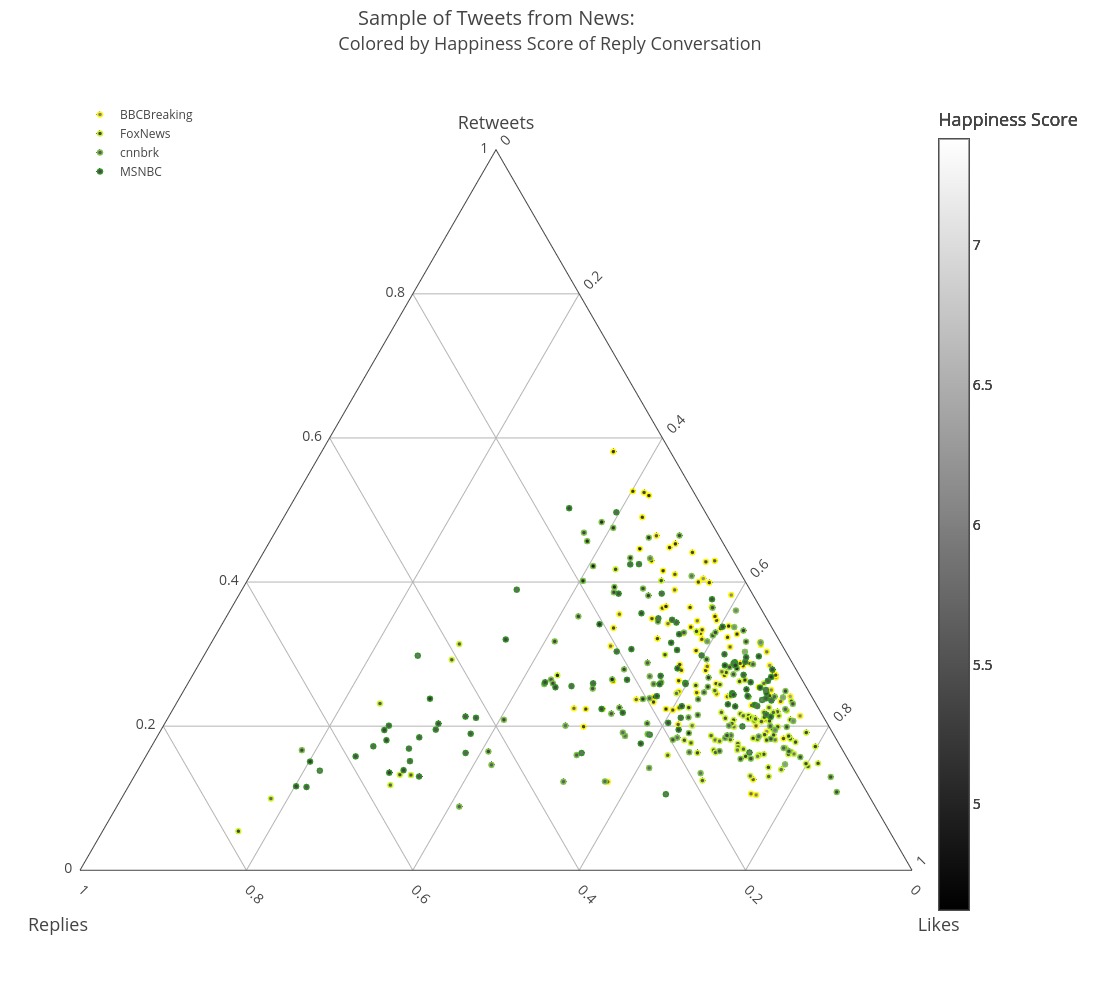 Sample of Tweets from News:
Colored by Happiness Score of Reply Conversation
BBCBreaking
FoxNews
cnnbrk
MSNBC
Retweets
Happiness Score
1
0
0.8
0.2
7
6.5
0.6
0.4
6
0.4
0.6
5.5
0.2
0.8
5
0
1
1
0.8
0.6
0.4
0.2
0
Replies
Likes